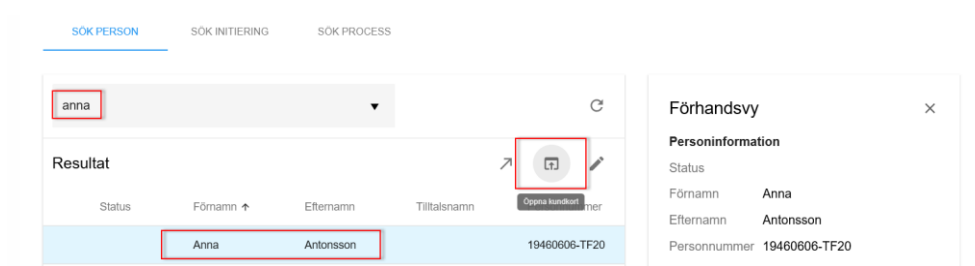 SÖK PERSON SÖK INITIERING SÖK PROCESS
anna
Resultat
Öppna kundkort
Status Förnamn Efternamn Tilltalsnamn mer
Anna Antonsson 19460606-TF20
Förhandsvy
Personinformation
Status
Förnamn Anna
Efternamn Antonsson
Personnummer 19460606-TF20